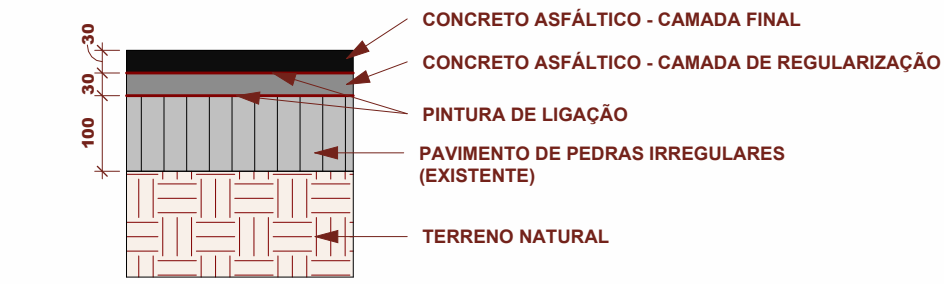 30
CONCRETO ASFÁLTICO - CAMADA FINAL
30
CONCRETO ASFÁLTICO - CAMADA DE REGULARIZAÇÃO
PINTURA DE LIGAÇÃO
100
PAVIMENTO DE PEDRAS IRREGULARES
(EXISTENTE)
TERRENO NATURAL